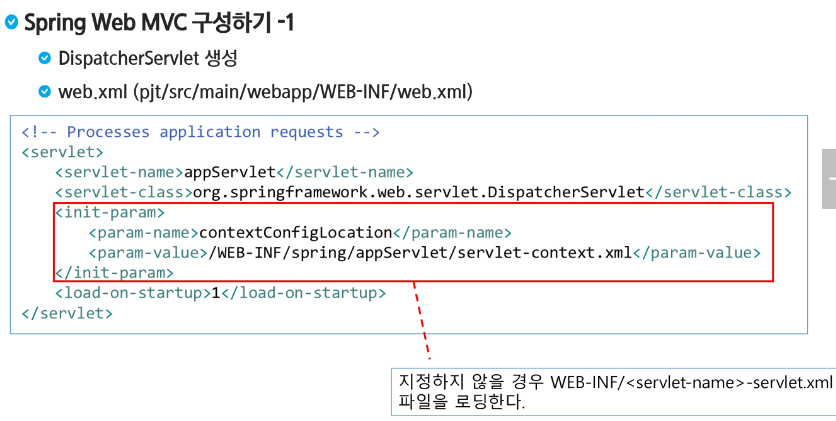 Spring Web MVC 구성하기 -1
DispatcherServlet 생성
web.xml (pjt/src/main/webapp/WEB-INF/web.xml)
<!-- Processes application requests -->
<servlet>
<servlet-name>appServlet</servlet-name>
<servlet-class>org.springframework.web.servlet.DispatcherServlet</servlet-class>
<init-param>
<param-name>contextConfigLocation</param-name>
<param-value>/WEB-INF/spring/appServlet/servlet-context.xml</param-value>
</init-param>
<load-on-startup>1</load-on-startup>
</servlet>
지정하지 않을 경우 WEB-INF/<servlet-name>-servlet.xml
파일을 로딩한다.